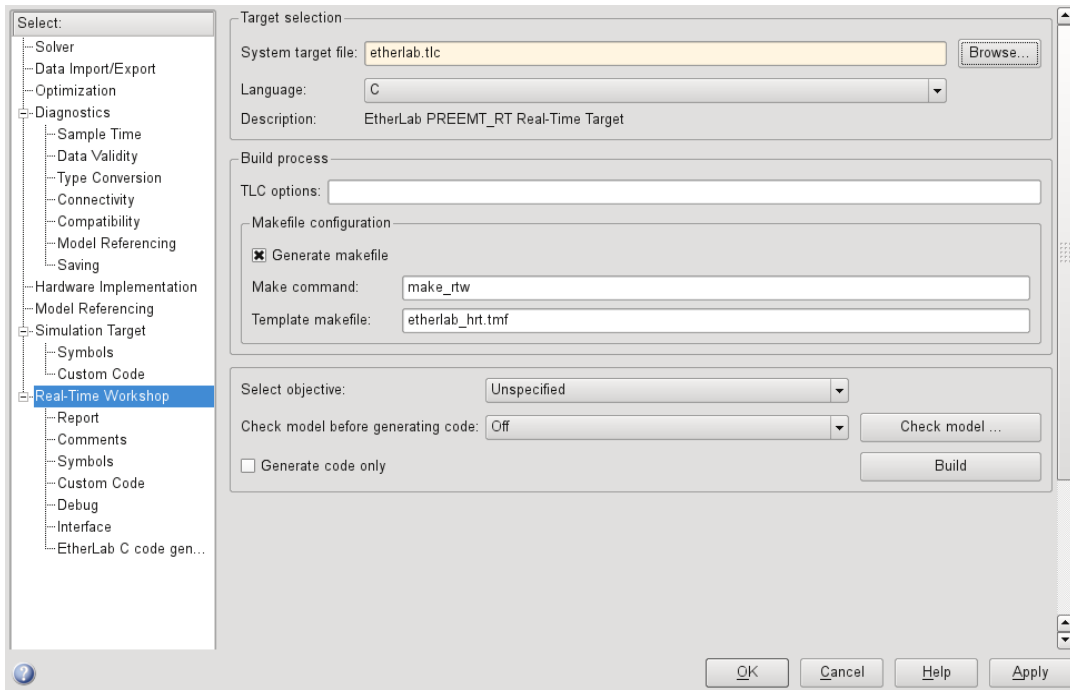 Select:
Solver
Data Import/Export
Optimization
Diagnostics
Sample Time
Data Validity
Type Conversion
Connectivity
Compatibility
Model Referencing
Saving
Hardware Implementation
Model Referencing
Simulation Target
Symbols
Custom Code
Real-Time Workshop
Report
Comments
Symbols
Custom Code
Debug
Interface
EtherLab C code gen...
Target selection
System target file: etherlab.tlc Browse...
Language: C
Description: EtherLab PREEMT_RT Real-Time Target
Build process
TLC options:
Makefile configuration
Generate makefile
Make command: make_rtw
Template makefile: etherlab_hrt.tmf
Select objective: Unspecified
Check model before generating code: Off Check model ...
Generate code only Build
? OK Cancel Help Apply